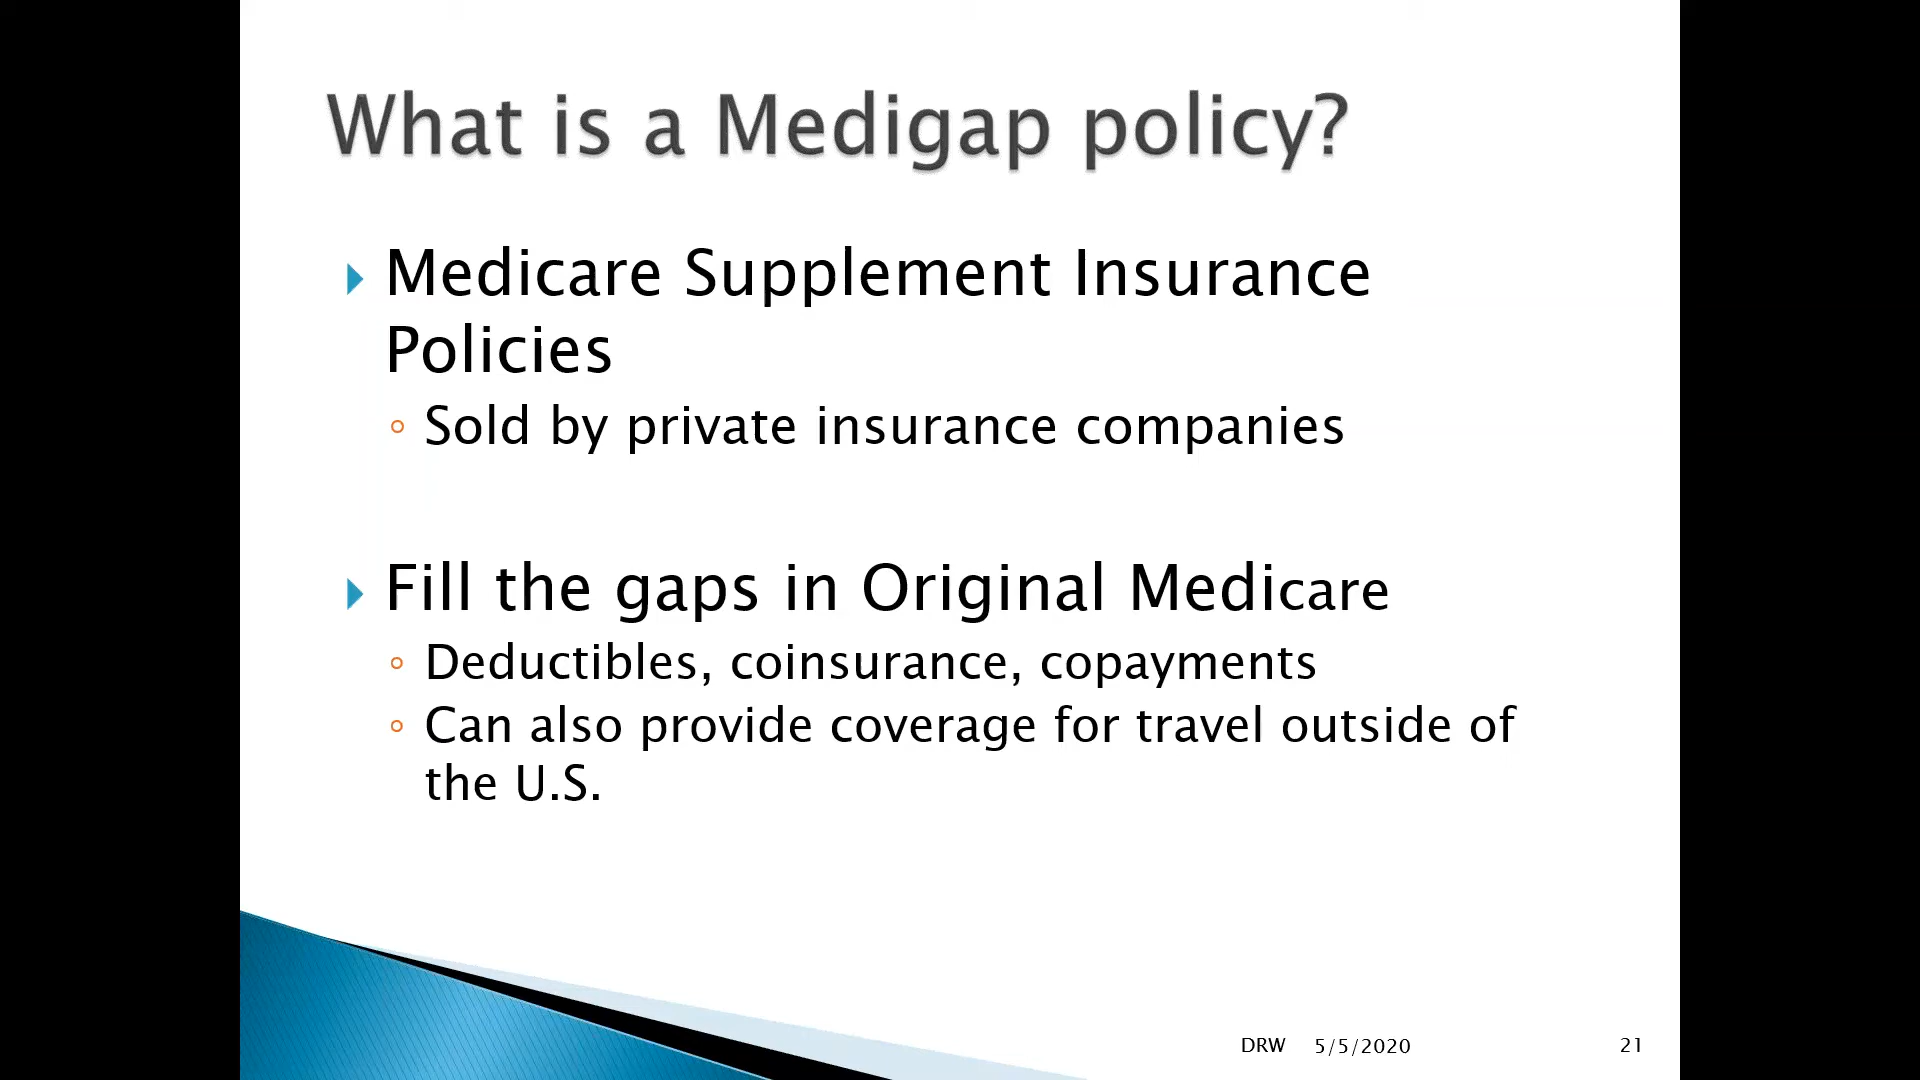 What is a Medigap policy?
Medicare Supplement Insurance
Policies
Sold by private insurance companies
Fill the gaps in Original Medicare
Deductibles, coinsurance, copayments
Can also provide coverage for travel outside of
the U.S.
DRW 5/5/2020 21